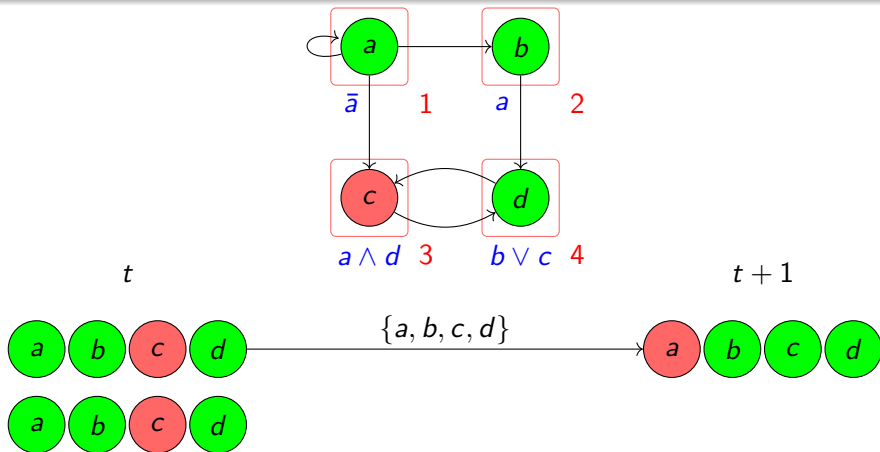 a b
ā 1 a 2
c d
a ∧ d 3 b ∨ c 4
t t + 1
{a, b, c, d}
a b c d a b c d
a b c d